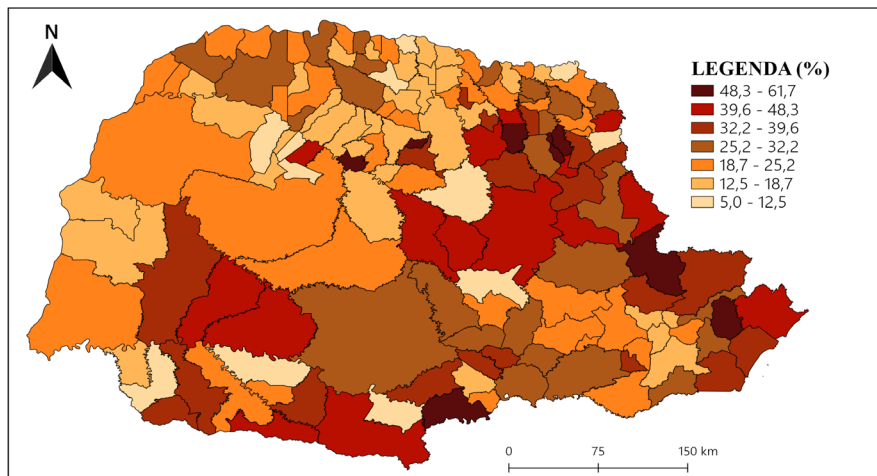 N
LEGENDA (%)
48,3 - 61,7
39,6 - 48,3
32,2 - 39,6
25,2 - 32,2
18,7 - 25,2
12,5 - 18,7
5,0 - 12,5
0 75 150 km